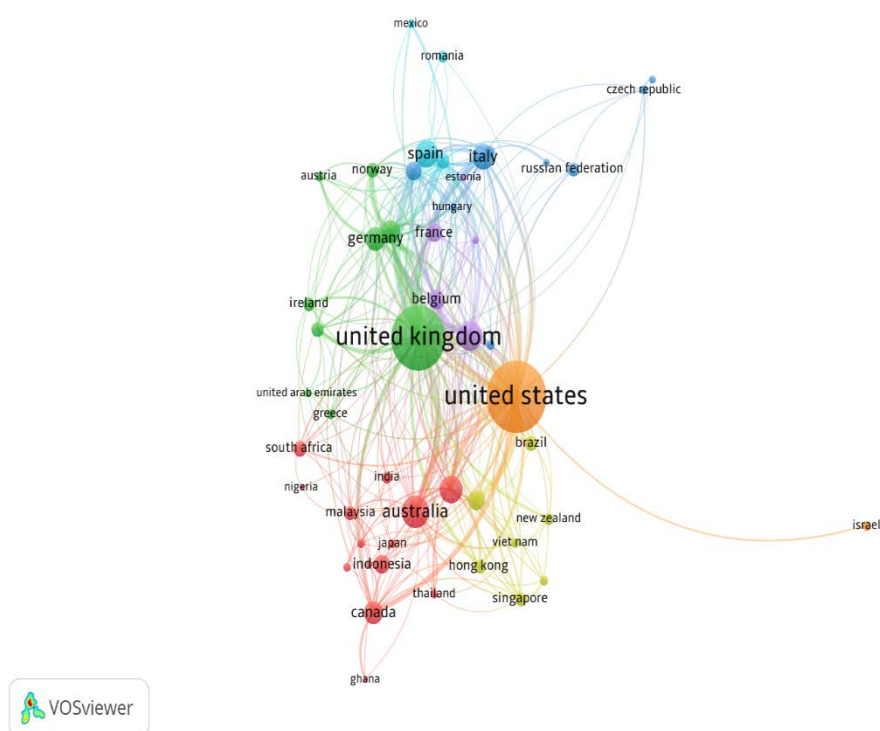 mexico
romania
czech republic
spain
italy
estonia
russian federation
austria
norway
hungary
germany
france
ireland
belgium
united kingdom
united states
united arab emirates
greece
brazil
south africa
india
nigeria
malaysia
australia
new zealand
israel
japan
viet nam
indonesia
hong kong
thailand
singapore
canada
ghana
VOSviewer